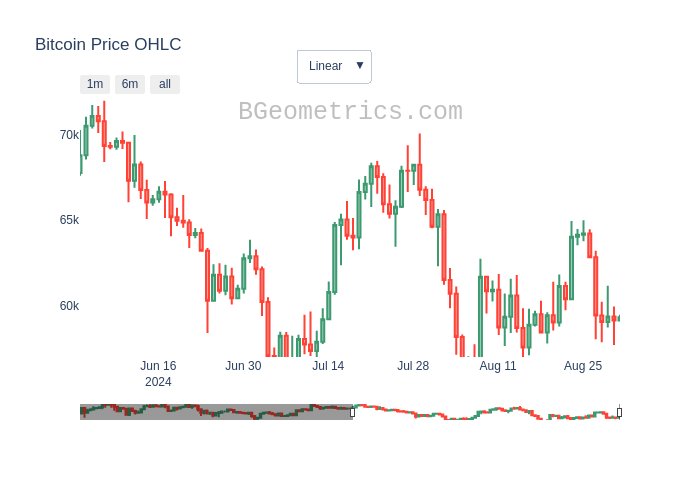 Bitcoin Price OHLC
Linear ▼
1m 6m all
BGeometrics.com
70k
65k
60k
Jun 16 Jun 30 Jul 14 Jul 28 Aug 11 Aug 25
2024